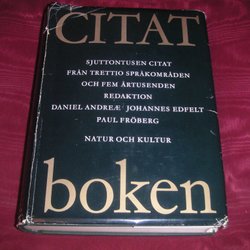 CITAT
SJUTTONTUSEN CITAT
FRÅN TRETTIO SPRÅKOMRÅDEN
OCH FEM ÅRTUSENDEN
REDAKTION
DANIEL ANDREÆ / JOHANNES EDFELT
PAUL FRÖBERG
NATUR OCH KULTUR
boken